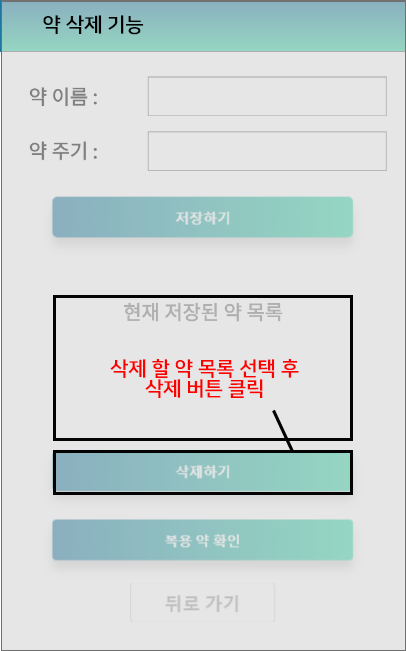 약 삭제 기능
약 이름 :
약 주기 :
저장하기
현재 저장된 약 목록
삭제 할 약 목록 선택 후
삭제 버튼 클릭
삭제하기
복용 약 확인
뒤로 가기